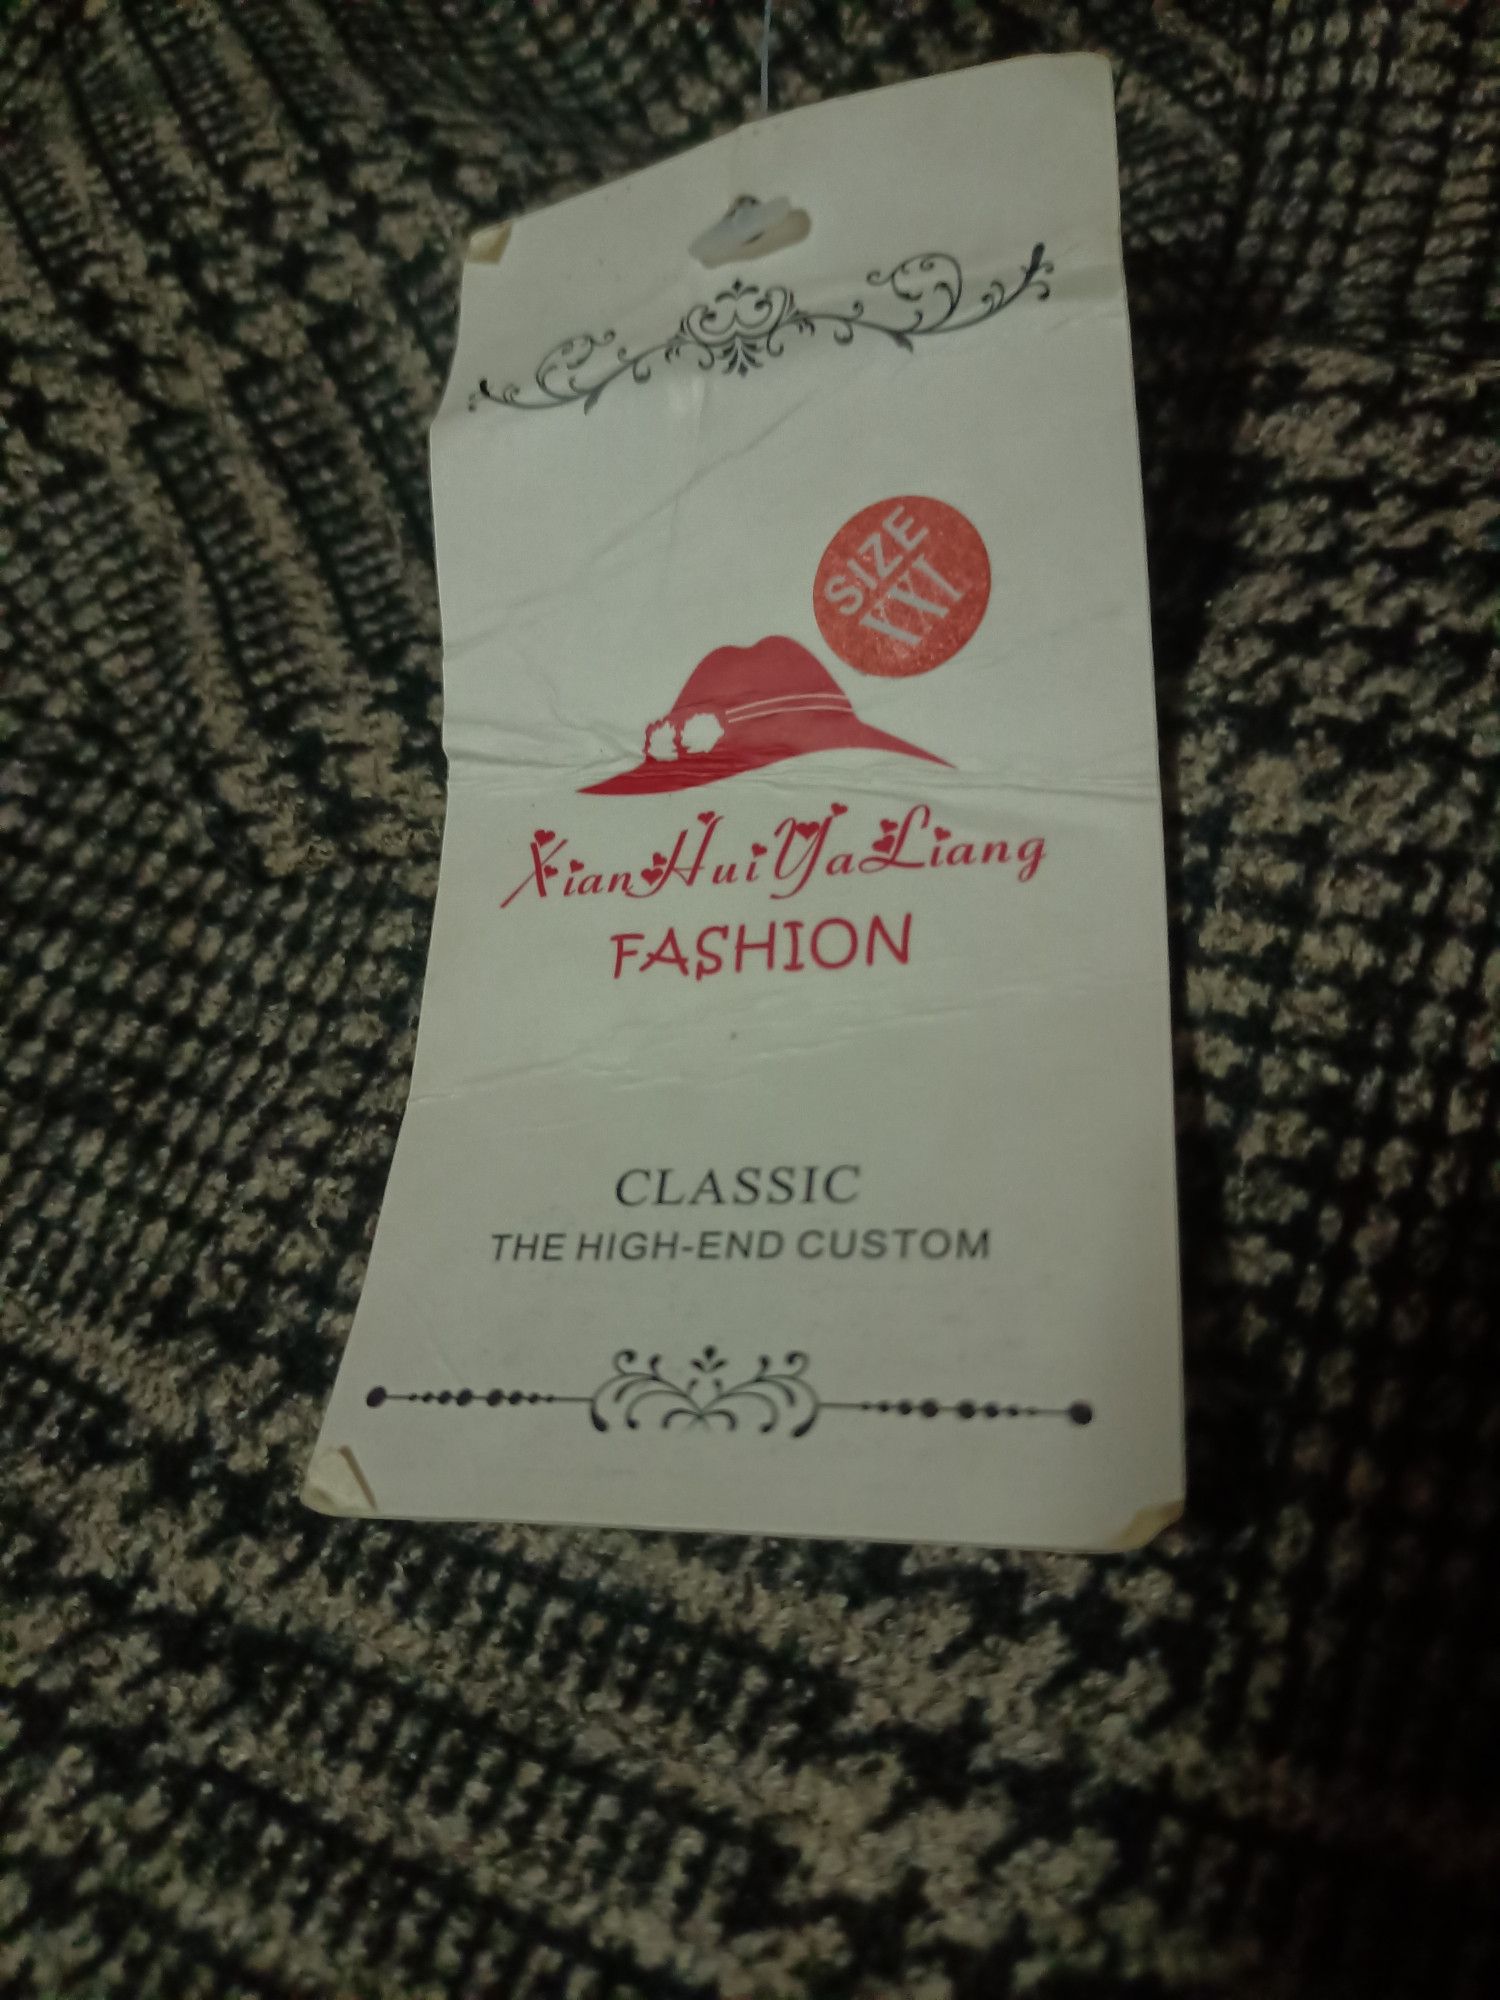 SIZE
XXL
XianHuiYaLiang
FASHION
CLASSIC
THE HIGH-END CUSTOM